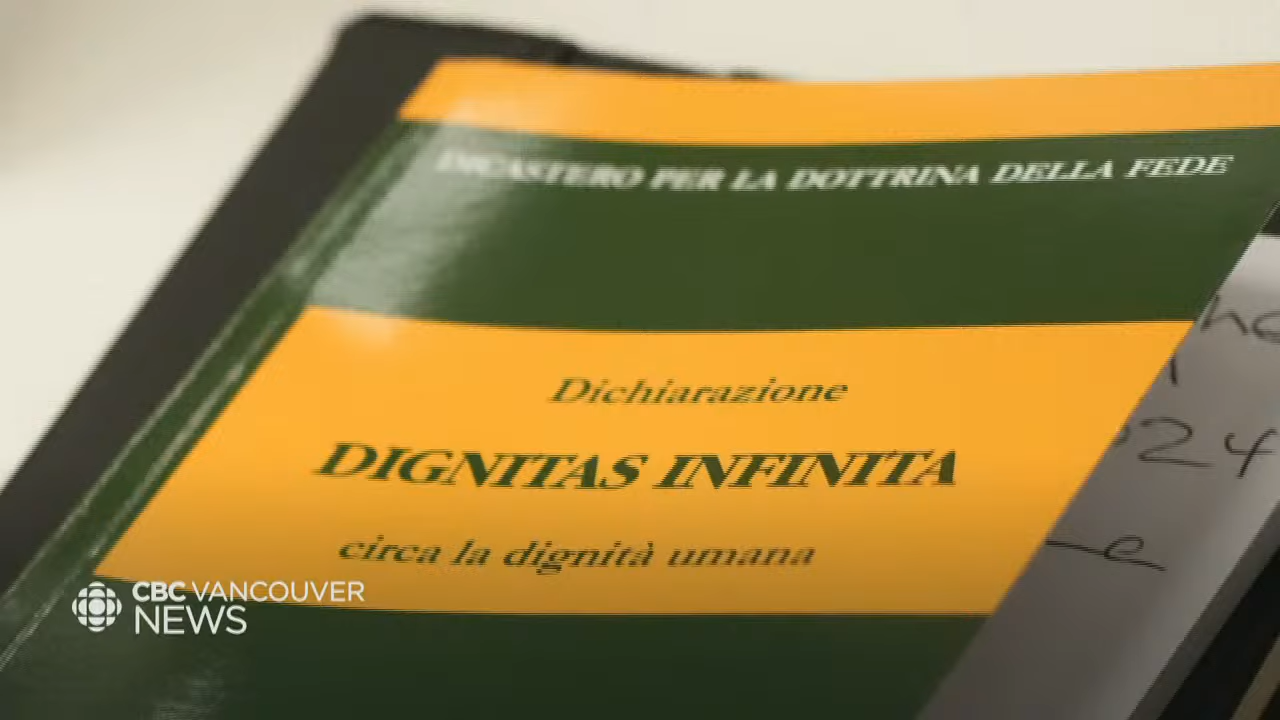 DICASTERO PER LA DOTTRINA DELLA FEDE
Dichiarazione
DIGNITAS INFINITA
circa la dignità umana
CBC VANCOUVER
NEWS